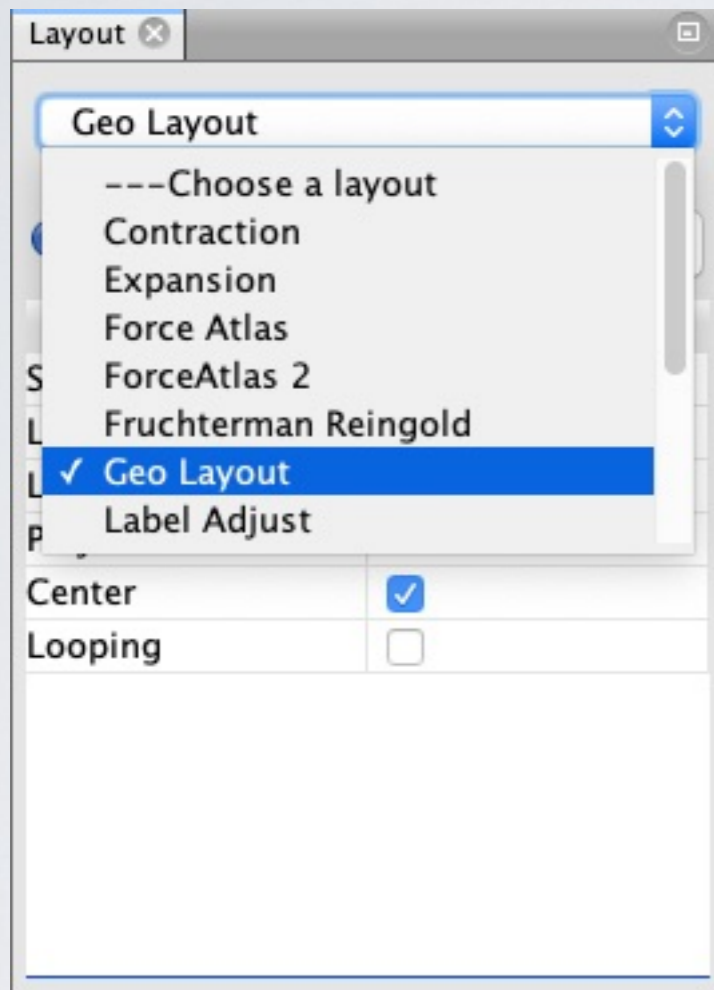 Layout
Geo Layout
---Choose a layout
Contraction
Expansion
Force Atlas
ForceAtlas 2
Fruchterman Reingold
✓ Geo Layout
Label Adjust
Center
Looping